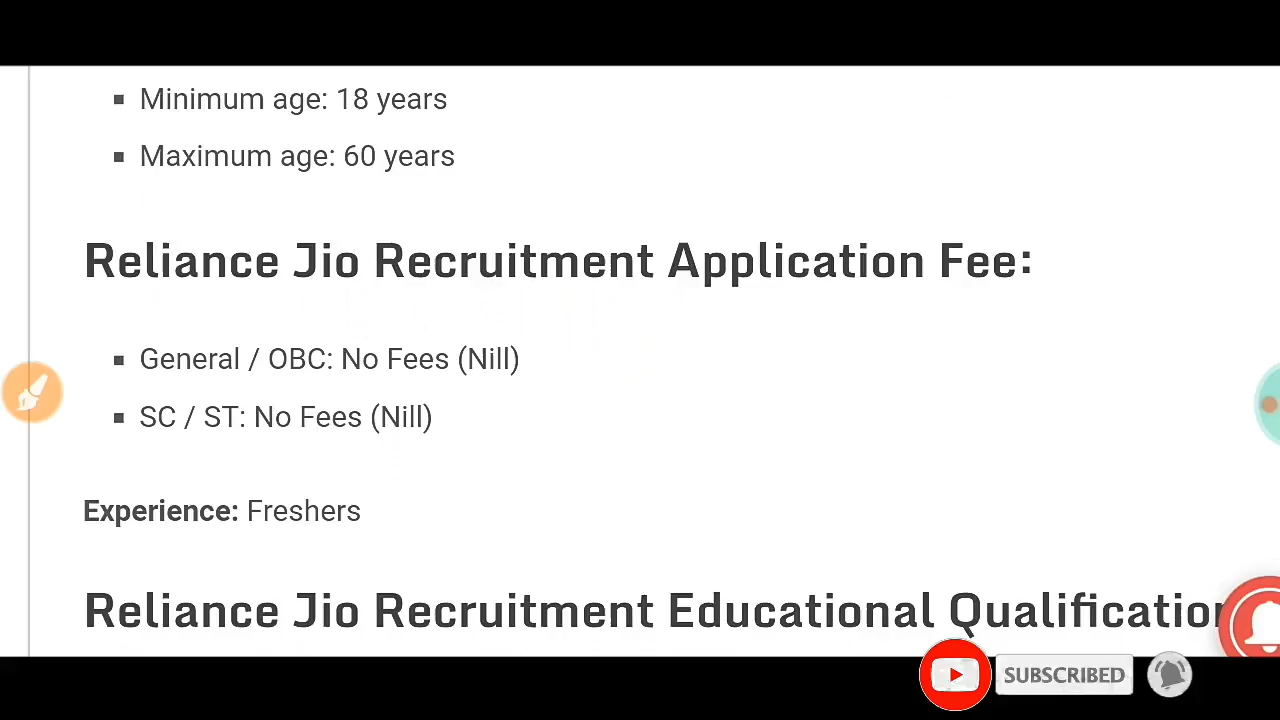 Minimum age: 18 years
Maximum age: 60 years
Reliance Jio Recruitment Application Fee:
General / OBC: No Fees (Nill)
SC / ST: No Fees (Nill)
Experience: Freshers
Reliance Jio Recruitment Educational Qualification
SUBSCRIBED